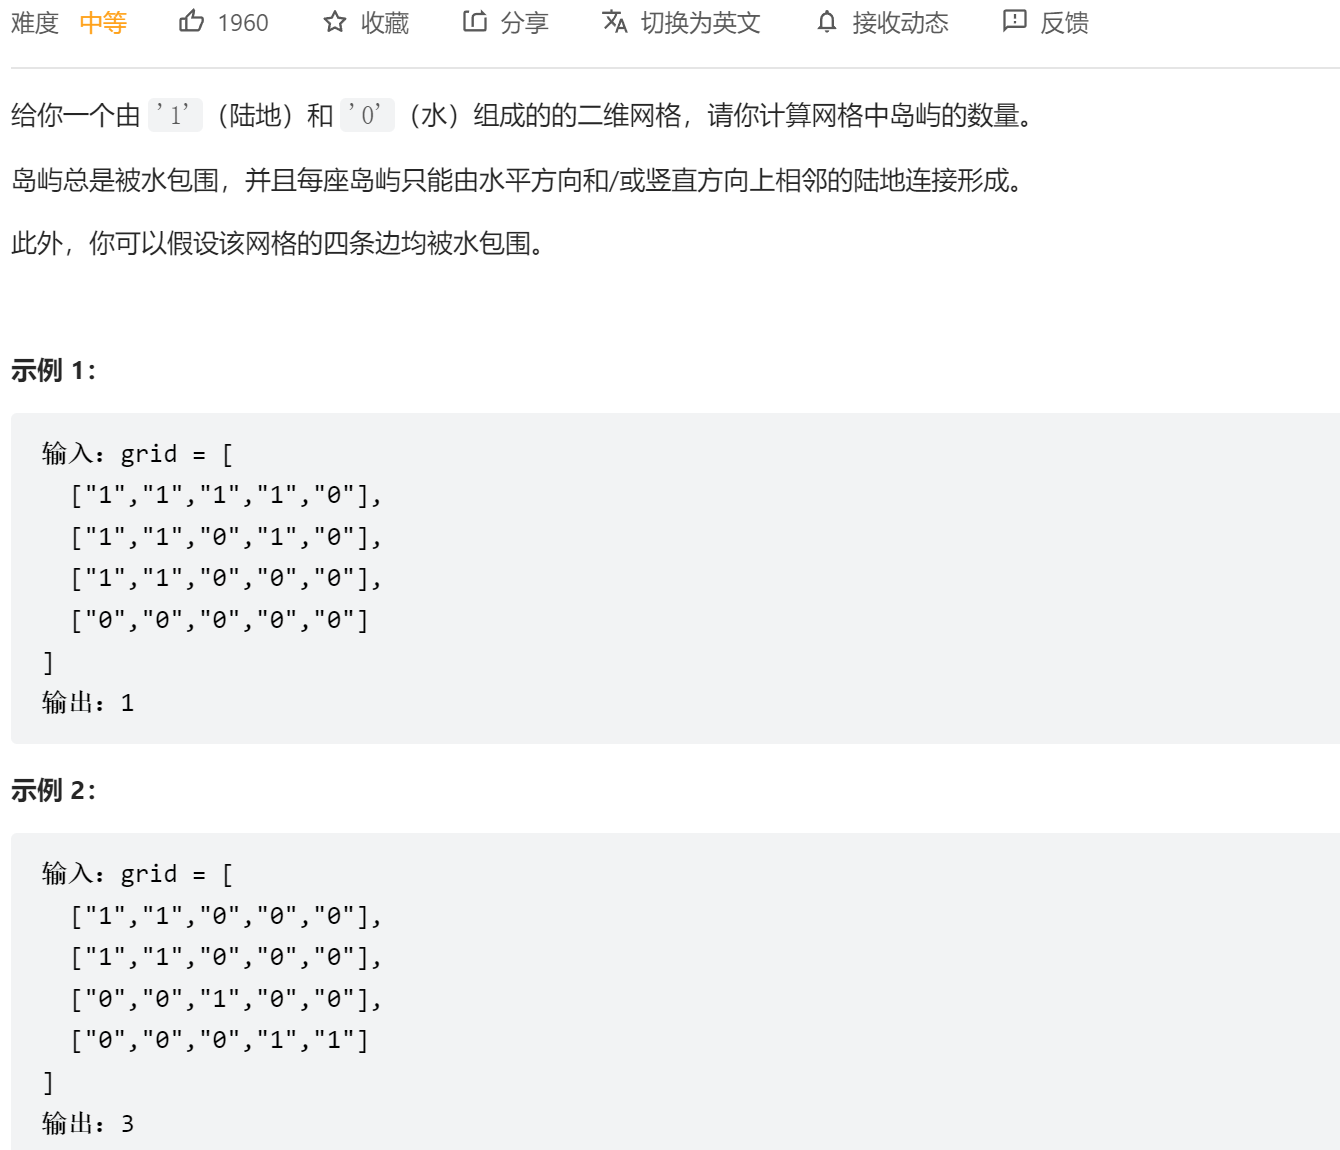 难度 中等 1960 收藏 分享 切换为英文 接收动态 反馈
给你一个由 '1'（陆地）和 '0'（水）组成的的二维网格，请你计算网格中岛屿的数量。
岛屿总是被水包围，并且每座岛屿只能由水平方向和/或竖直方向上相邻的陆地连接形成。
此外，你可以假设该网格的四条边均被水包围。
示例 1：
输入：grid = [
["1","1","1","1","0"],
["1","1","0","1","0"],
["1","1","0","0","0"],
["0","0","0","0","0"]
]
输出：1
示例 2：
输入：grid = [
["1","1","0","0","0"],
["1","1","0","0","0"],
["0","0","1","0","0"],
["0","0","0","1","1"]
]
输出：3